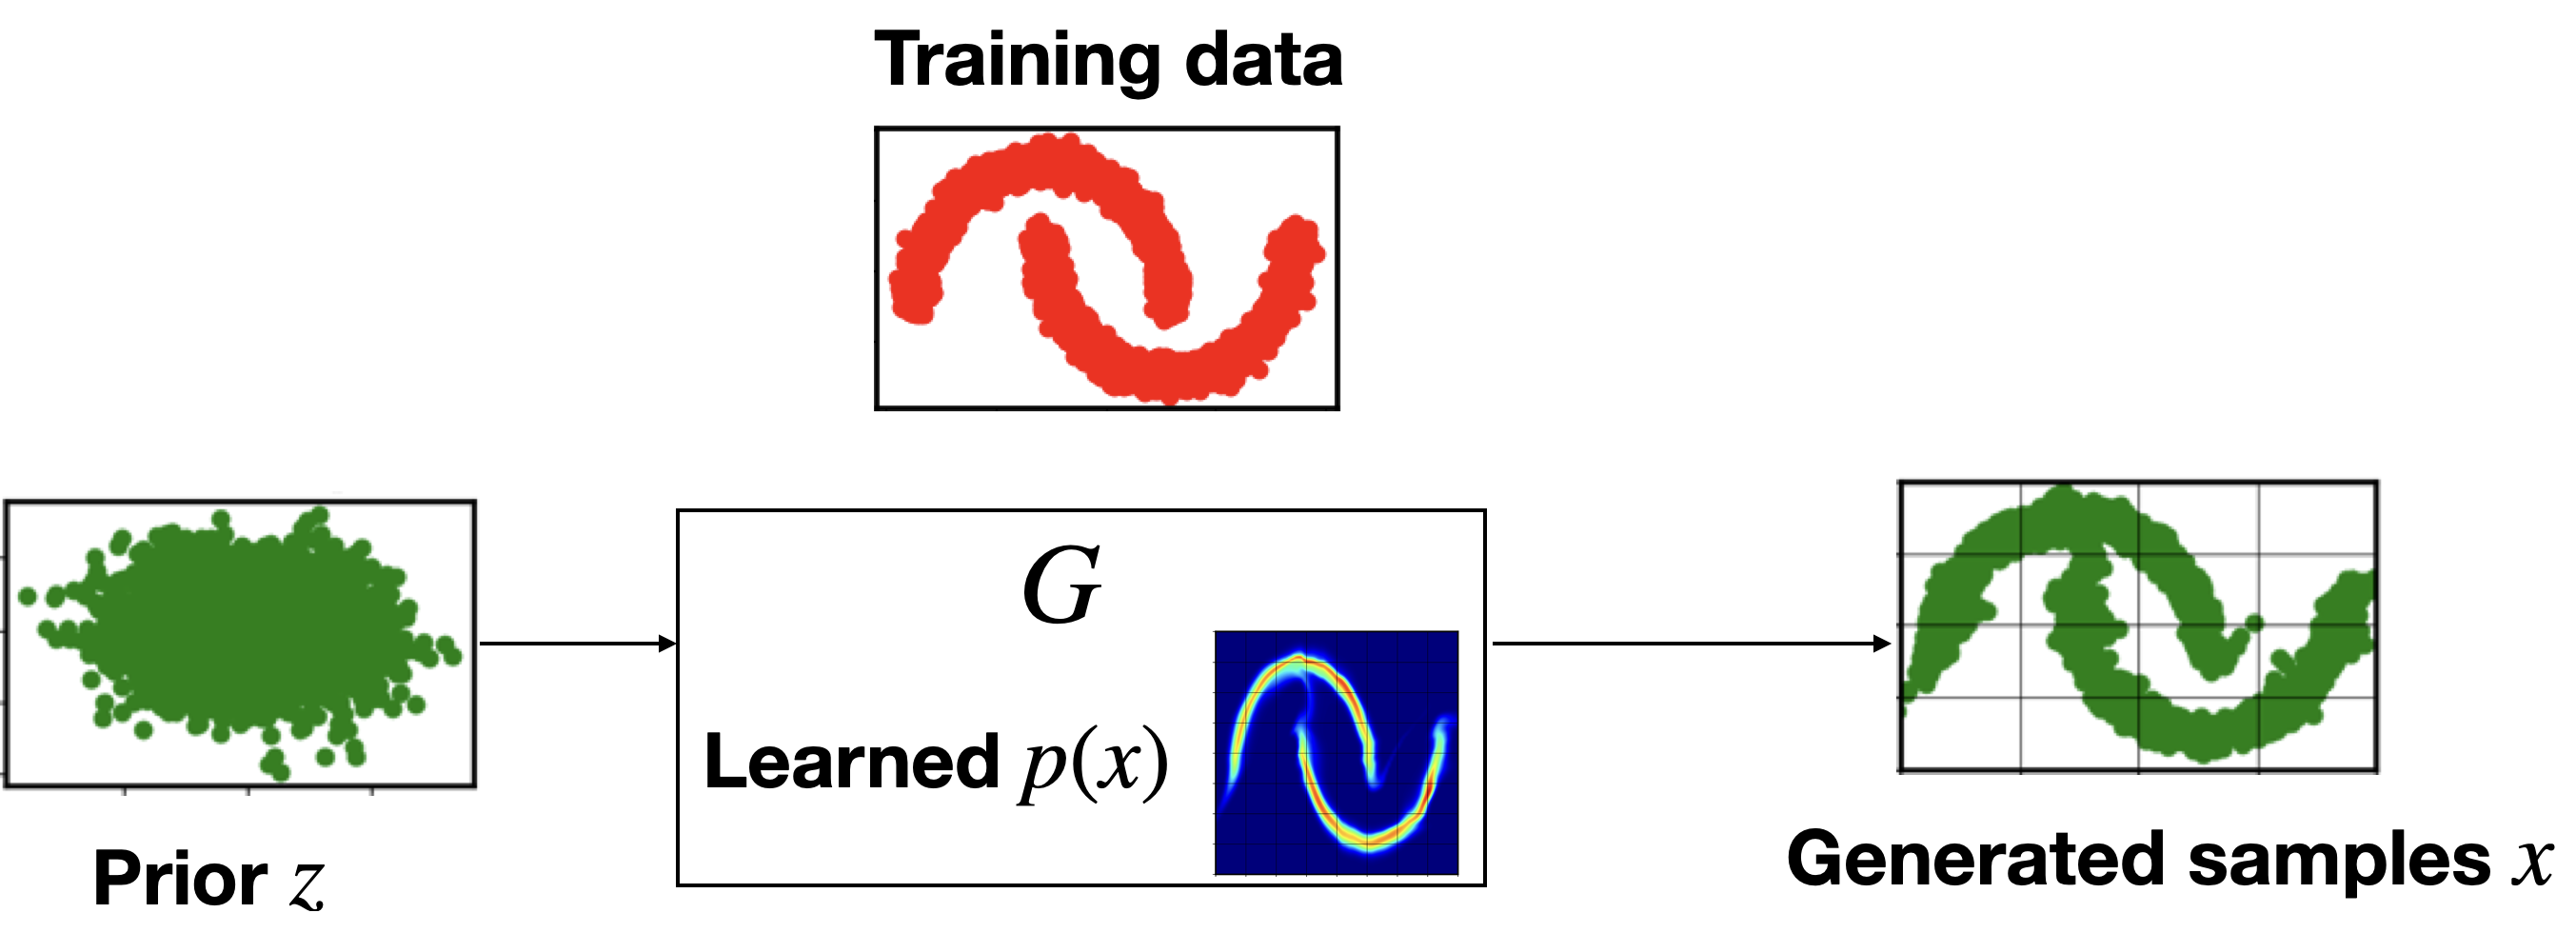 Training data
G
Learned p(x)
Prior z
Generated samples x